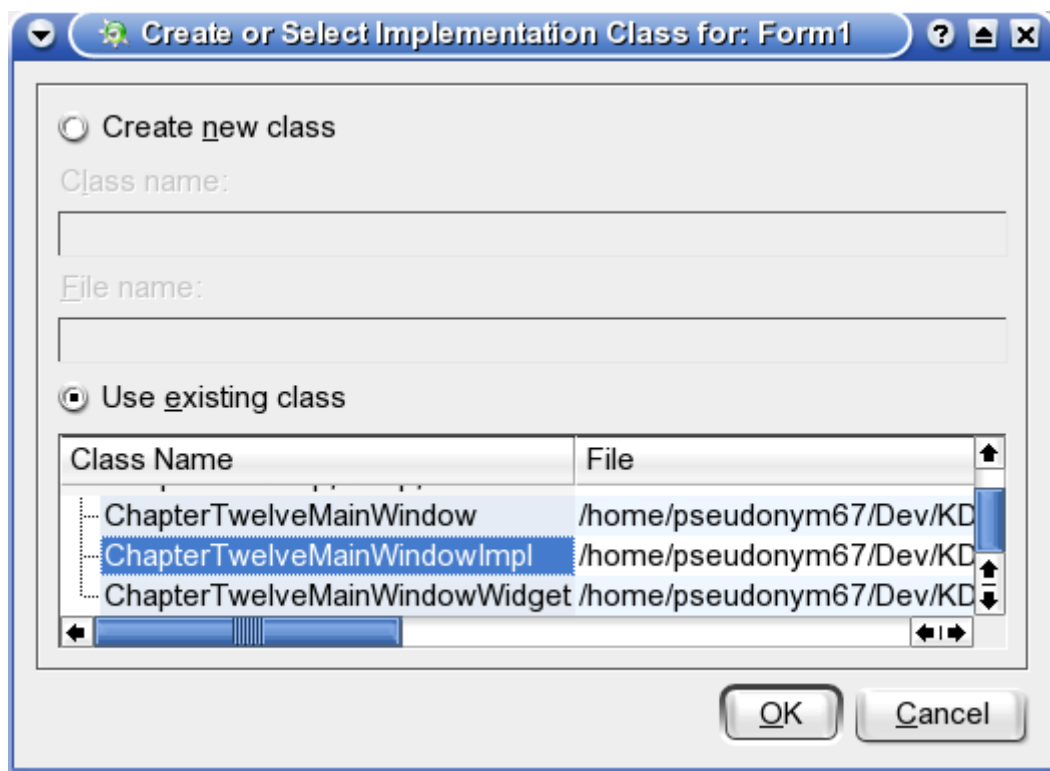 Create or Select Implementation Class for: Form1
Create new class
Class name:
File name:
Use existing class
Class Name File
ChapterTwelveMainWindow /home/pseudonym67/Dev/KD
ChapterTwelveMainWindowImpl /home/pseudonym67/Dev/KD
ChapterTwelveMainWindowWidget /home/pseudonym67/Dev/KD
OK Cancel